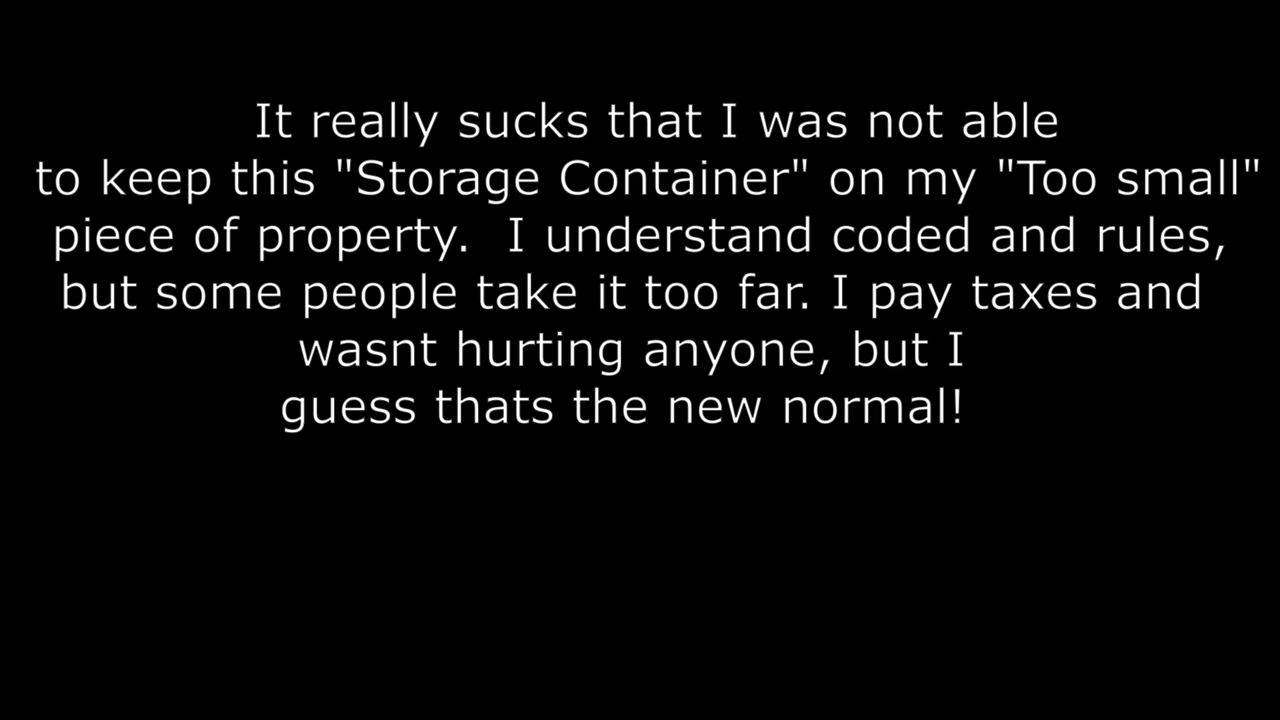 It really sucks that I was not able
to keep this "Storage Container" on my "Too small"
piece of property.  I understand coded and rules,
but some people take it too far. I pay taxes and
wasnt hurting anyone, but I
guess thats the new normal!